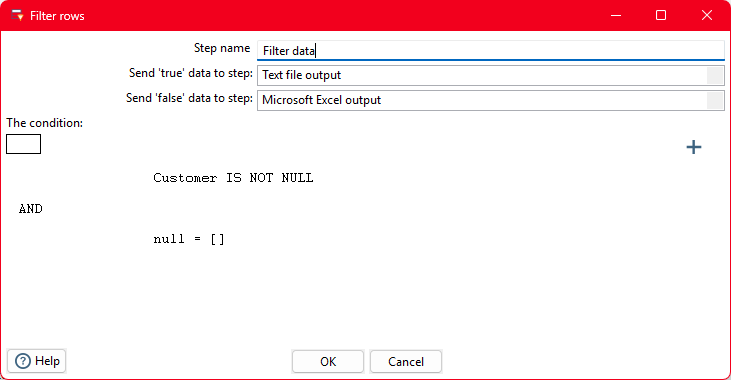 Filter rows
Step name Filter data
Send 'true' data to step: Text file output
Send 'false' data to step: Microsoft Excel output
The condition:
Customer IS NOT NULL
AND
null = []
Help OK Cancel